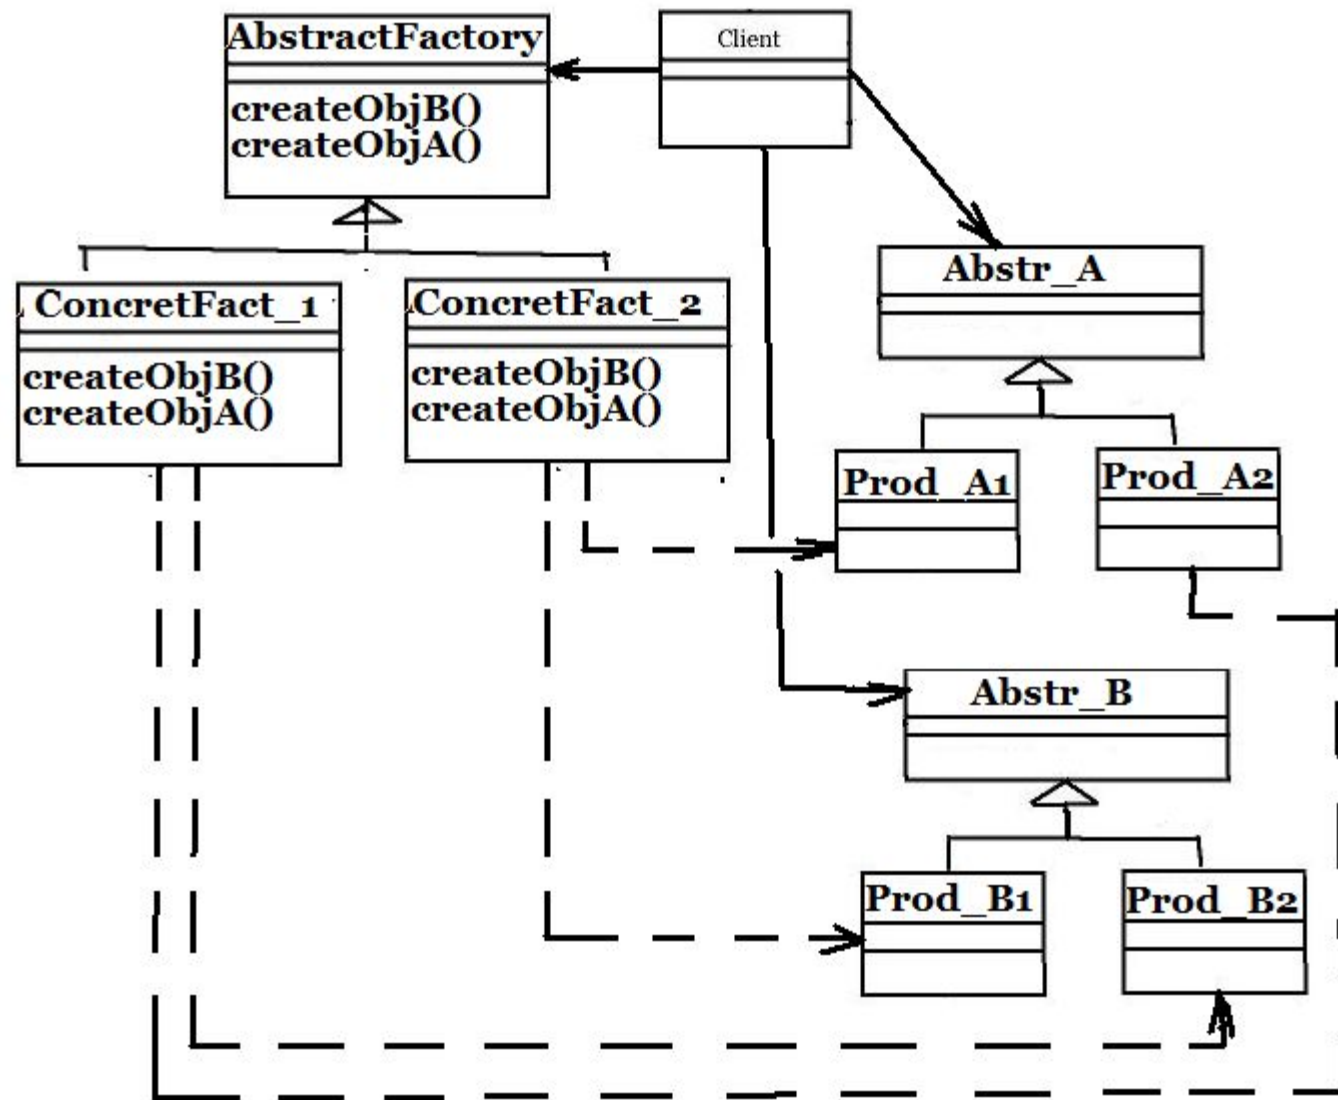 AbstractFactory
createObjB()
createObjA()
Client
ConcretFact_1
createObjB()
createObjA()
ConcretFact_2
createObjB()
createObjA()
Abstr_A
Prod_A1
Prod_A2
Abstr_B
Prod_B1
Prod_B2